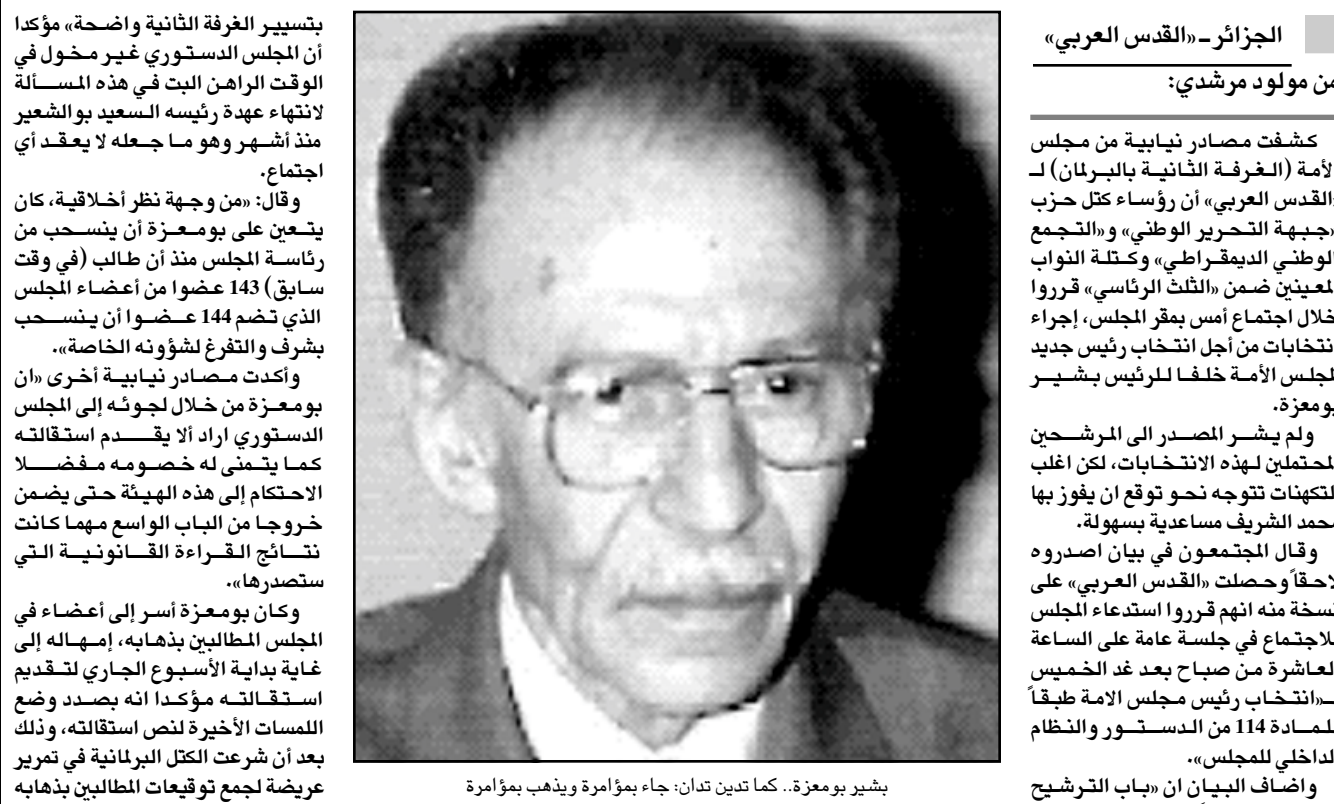 الجزائر ـ «القدس العربي»
من مولود مرشدي:
كشفت مصادر نيابية من مجلس
الأمة (الغرفة الثانية بالبرلمان) لـ
«القدس العربي» أن رؤساء كتل حزب
«جبهة التحرير الوطني» و«التجمع
الوطني الديمقراطي» وكتلة النواب
المعينين ضمن «الثلث الرئاسي» قرروا
خلال اجتماع أمس بمقر المجلس، إجراء
انتخابات من أجل انتخاب رئيس جديد
لمجلس الأمة خلفا للرئيس بشير
بومعزة.
ولم يشر المصدر الى المرشحين
المحتملين لهذه الانتخابات، لكن اغلب
التكهنات تتوجه نحو توقع ان يفوز بها
محمد الشريف مساعدية بسهولة.
وقال المجتمعون في بيان اصدروه
لاحقاً وحصلت «القدس العربي» على
نسخة منه انهم قرروا استدعاء المجلس
للاجتماع في جلسة عامة على الساعة
العاشرة من صباح بعد غد الخميس
لـ«انتخاب رئيس مجلس الامة طبقاً
للمادة 114 من الدستور والنظام
الداخلي للمجلس».
واضاف البيان ان «باب الترشيح
بشير بومعزة.. كما تدين تدان: جاء بمؤامرة ويذهب بمؤامرة
بتسيير الغرفة الثانية واضحة» مؤكدا
أن المجلس الدستوري غير مخول في
الوقت الراهن البت في هذه المسألة
لانتهاء عهدة رئيسه السعيد بوالشعير
منذ أشهر وهو ما جعله لا يعقد أي
اجتماع.
وقال: «من وجهة نظر أخلاقية، كان
يتعين على بومعزة أن ينسحب من
رئاسة المجلس منذ أن طالب (في وقت
سابق) 143 عضوا من أعضاء المجلس
الذي تضم 144 عضوا أن ينسحب
بشرف والتفرغ لشؤونه الخاصة».
وأكدت مصادر نيابية أخرى «ان
بومعزة من خلال لجوئه إلى المجلس
الدستوري اراد ألا يقدم استقالته
كما يتمنى له خصومه مفضلا
الاحتكام إلى هذه الهيئة حتى يضمن
خروجا من الباب الواسع مهما كانت
نتائج القراءة القانونية التي
ستصدرها».
وكان بومعزة أسر إلى أعضاء في
المجلس المطالبين بذهابه، إمهاله إلى
غاية بداية الأسبوع الجاري لتقديم
استقالته مؤكدا انه بصدد وضع
اللمسات الأخيرة لنص استقالته، وذلك
بعد أن شرعت الكتل البرلمانية في تمرير
عريضة لجمع توقيعات المطالبين بذهابه